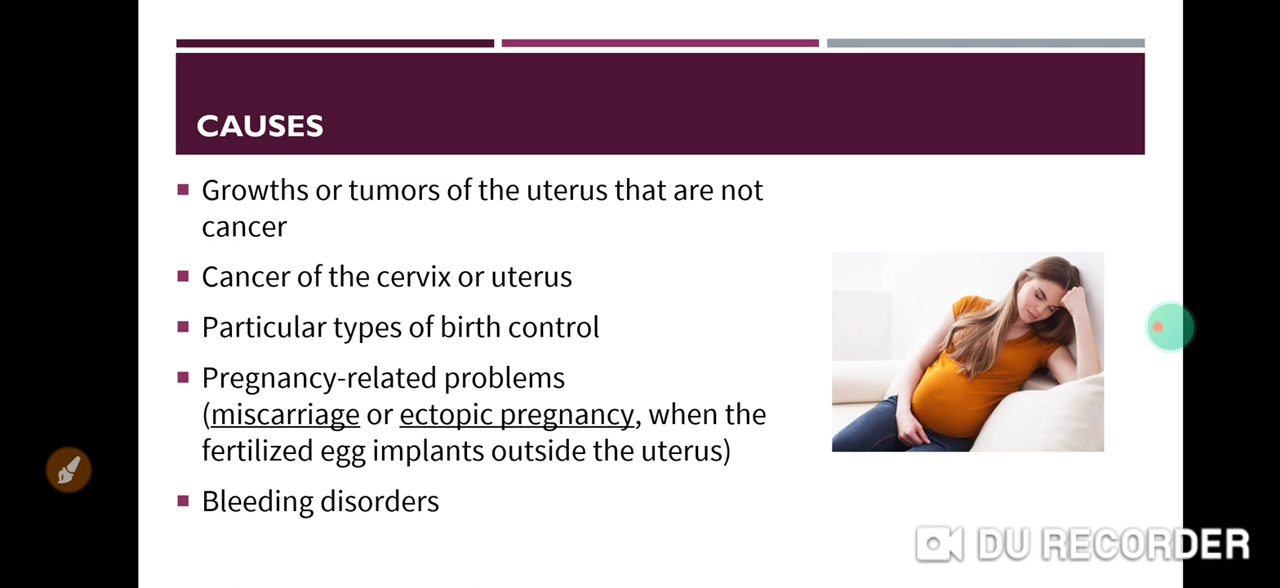 CAUSES
Growths or tumors of the uterus that are not
cancer
Cancer of the cervix or uterus
Particular types of birth control
Pregnancy-related problems
(miscarriage or ectopic pregnancy, when the
fertilized egg implants outside the uterus)
Bleeding disorders
DU RECORDER